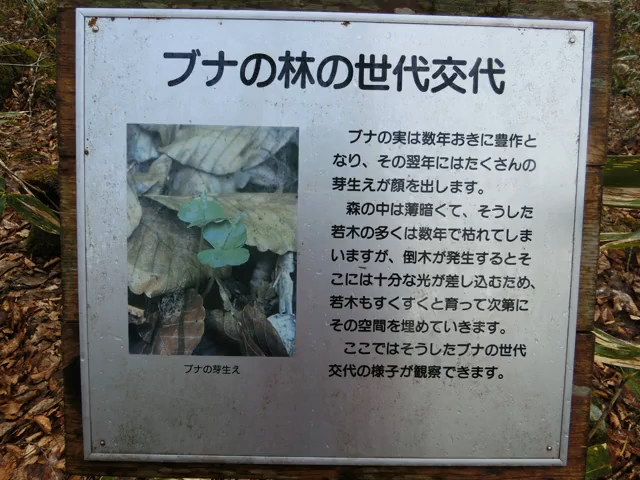 ブナの林の世代交代
ブナの実は数年おきに豊作と
なり、その翌年にはたくさんの
芽生えが顔を出します。
森の中は薄暗くて、そうした
若木の多くは数年で枯れてしま
いますが、倒木が発生するとそ
こには十分な光が差し込むため、
若木もすくすくと育って次第に
その空間を埋めていきます。
ここではそうしたブナの世代
交代の様子が観察できます。
ブナの芽生え